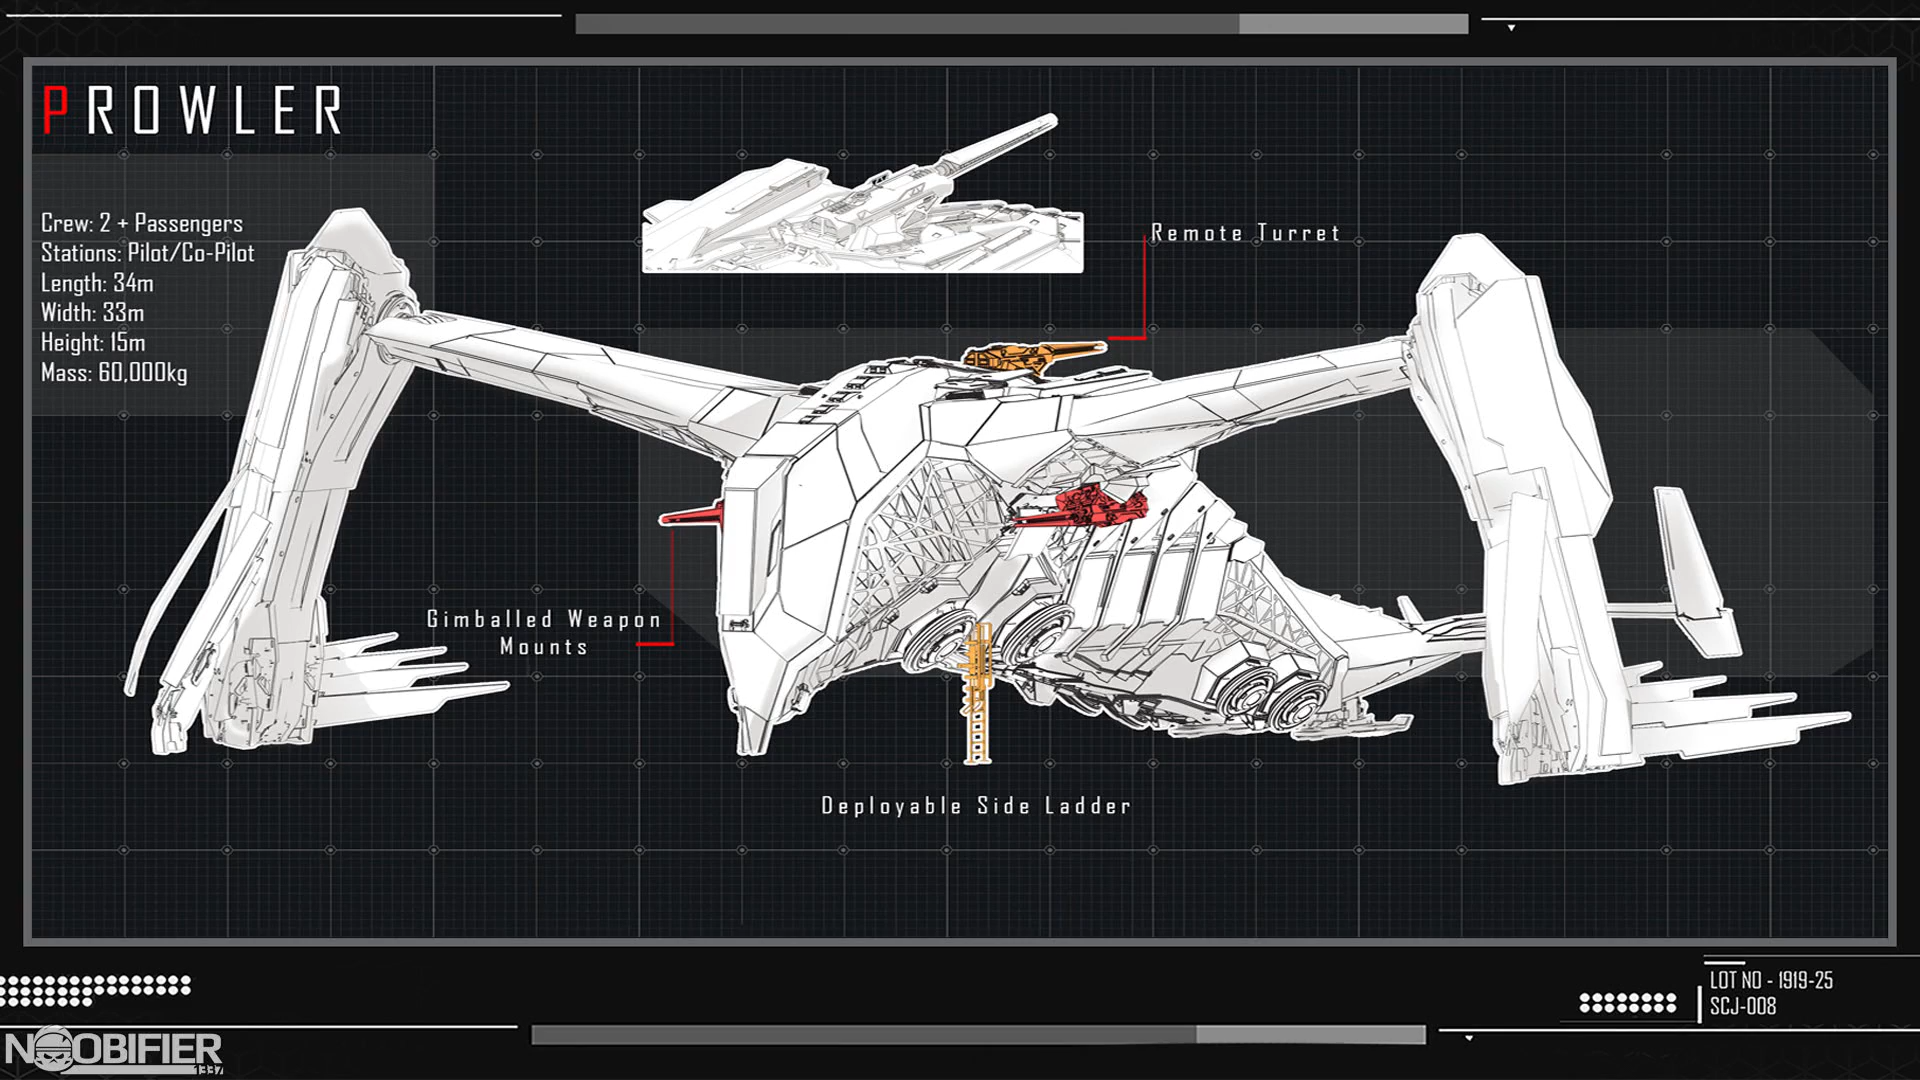 PROWLER
Crew: 2 + Passengers
Stations: Pilot/Co-Pilot
Length: 34m
Width: 33m
Height: 15m
Mass: 60,000kg
Remote Turret
Gimballed Weapon
Mounts
Deployable Side Ladder
LOT NO - 1919-25
SCJ-008
NOOBIFIER
1337